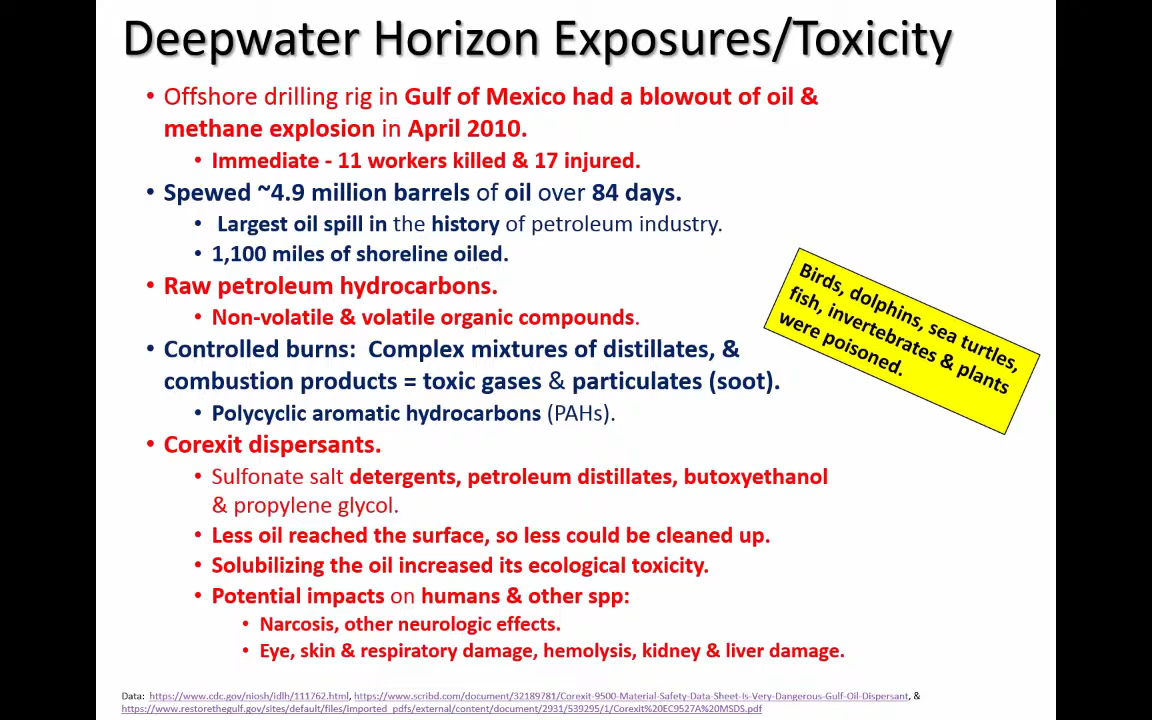 Deepwater Horizon Exposures/Toxicity
• Offshore drilling rig in Gulf of Mexico had a blowout of oil &
methane explosion in April 2010.
• Immediate - 11 workers killed & 17 injured.
• Spewed ~4.9 million barrels of oil over 84 days.
• Largest oil spill in the history of petroleum industry.
• 1,100 miles of shoreline oiled.
• Raw petroleum hydrocarbons.
• Non-volatile & volatile organic compounds.
• Controlled burns: Complex mixtures of distillates, &
combustion products = toxic gases & particulates (soot).
• Polycyclic aromatic hydrocarbons (PAHs).
• Corexit dispersants.
• Sulfonate salt detergents, petroleum distillates, butoxyethanol
& propylene glycol.
• Less oil reached the surface, so less could be cleaned up.
• Solubilizing the oil increased its ecological toxicity.
• Potential impacts on humans & other spp:
• Narcosis, other neurologic effects.
• Eye, skin & respiratory damage, hemolysis, kidney & liver damage.
Birds, dolphins, sea turtles,
fish, invertebrates & plants
were poisoned.
Data: https://www.cdc.gov/niosh/idlh/111762.html, https://www.scribd.com/document/32189781/Corexit-9500-Material-Safety-Data-Sheet-Is-Very-Dangerous-Gulf-Oil-Dispersant, &
https://www.restorethegulf.gov/sites/default/files/imported_pdfs/external/content/document/2931/539295/1/Corexit%20EC9527A%20MSDS.pdf